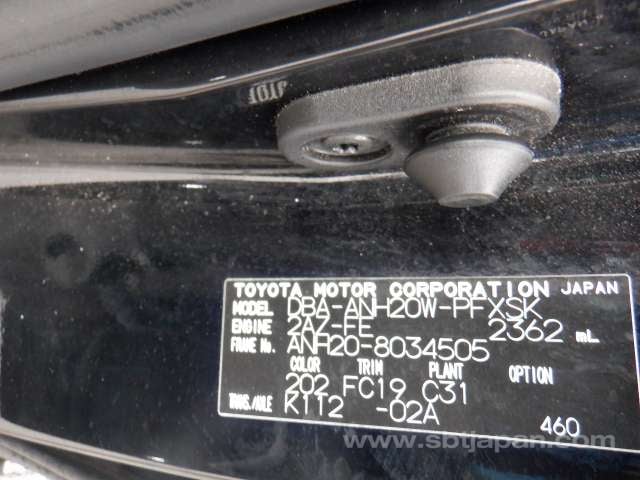 TOYOTA MOTOR CORPORATION JAPAN
MODEL DBA-ANH20W-PFXSK
ENGINE 2AZ-FE 2362 mL
FRAME No. ANH20-8034505
COLOR TRIM PLANT OPTION
202 FC19 C31
TRANS./AXLE K112 -02A
460
www.sbtjapan.com